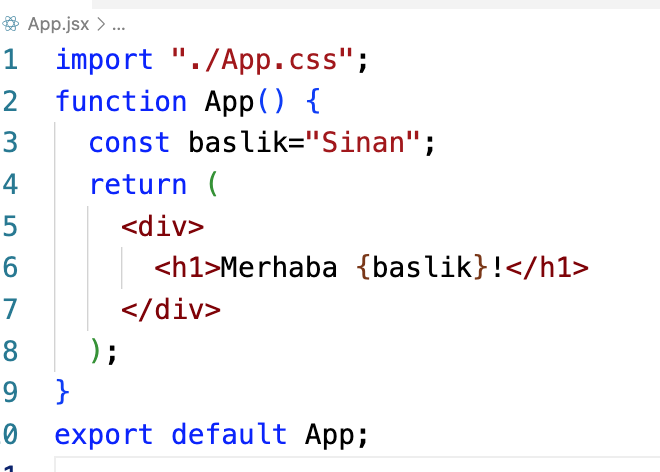 App.jsx > ...
1 import "./App.css";
2 function App() {
3   const baslik="Sinan";
4   return (
5     <div>
6       <h1>Merhaba {baslik}!</h1>
7     </div>
8   );
9 }
0 export default App;